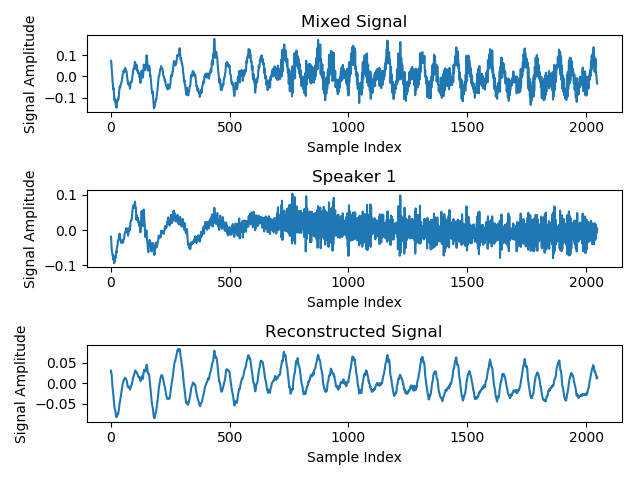 Mixed Signal
Signal Amplitude
0.1
0.0
−0.1
0 500 1000 1500 2000
Sample Index
Speaker 1
Signal Amplitude
0.1
0.0
−0.1
0 500 1000 1500 2000
Sample Index
Reconstructed Signal
Signal Amplitude
0.05
0.00
−0.05
0 500 1000 1500 2000
Sample Index